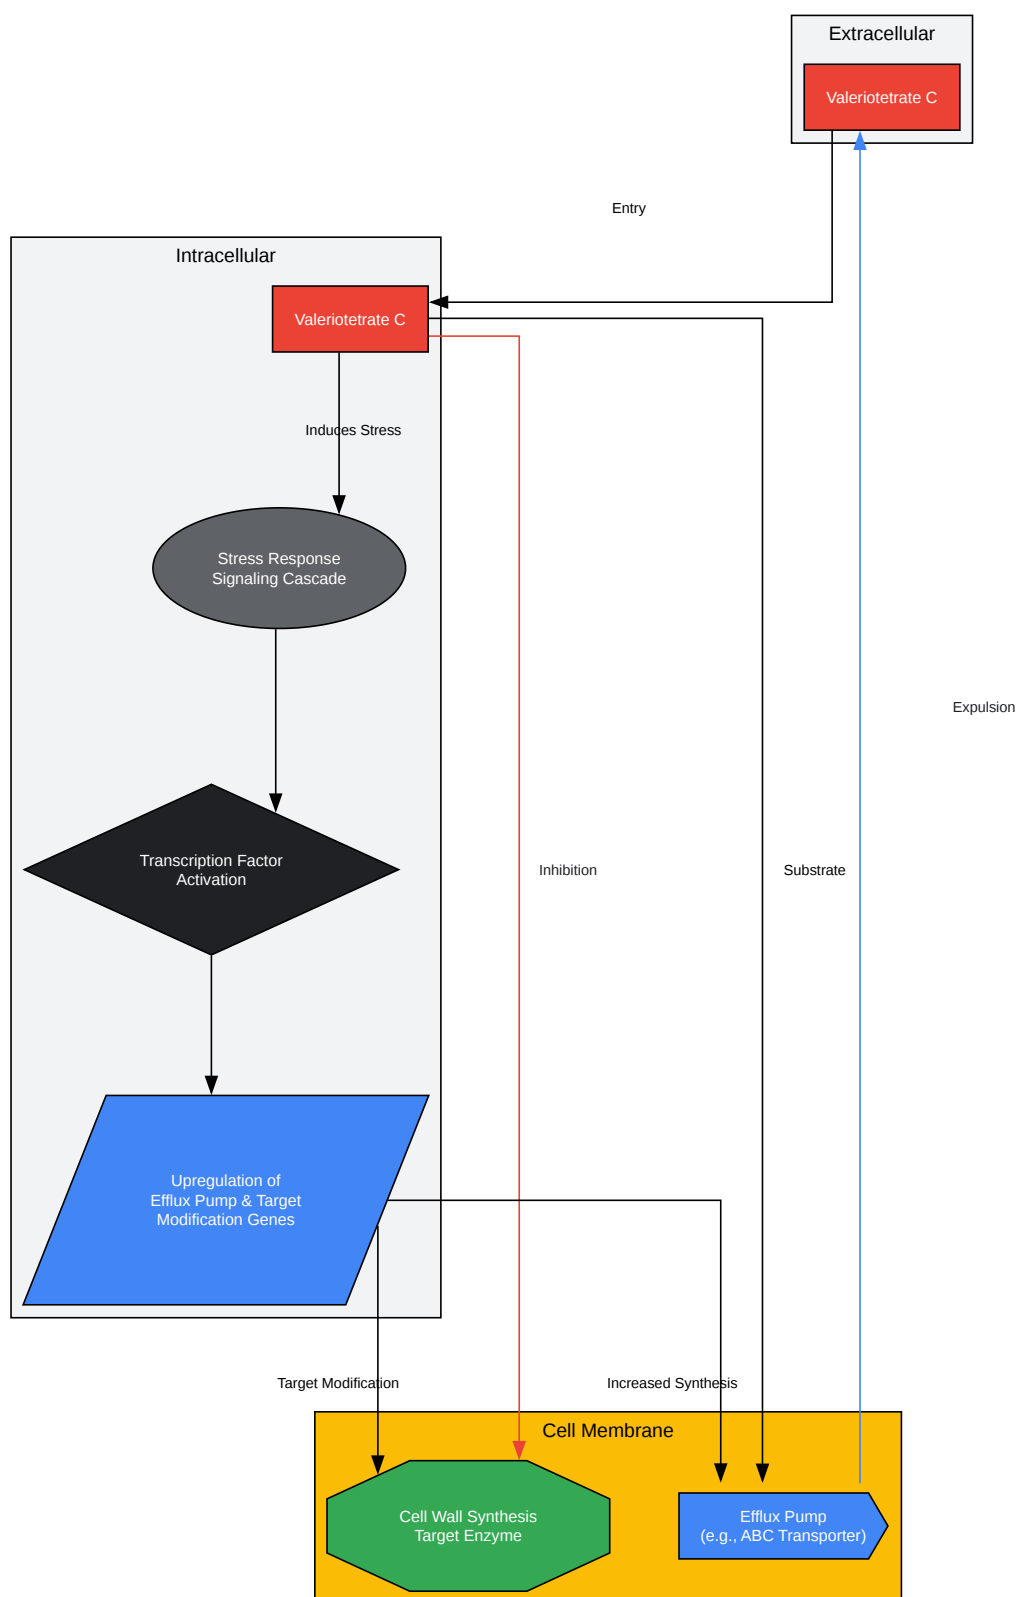 Extracellular
Valeriotetrate C
Entry
Intracellular
Valeriotetrate C
Induces Stress
Stress Response
Signaling Cascade
Expulsion
Transcription Factor
Activation
Inhibition
Substrate
Upregulation of
Efflux Pump & Target
Modification Genes
Target Modification
Increased Synthesis
Cell Membrane
Cell Wall Synthesis
Target Enzyme
Efflux Pump
(e.g., ABC Transporter)